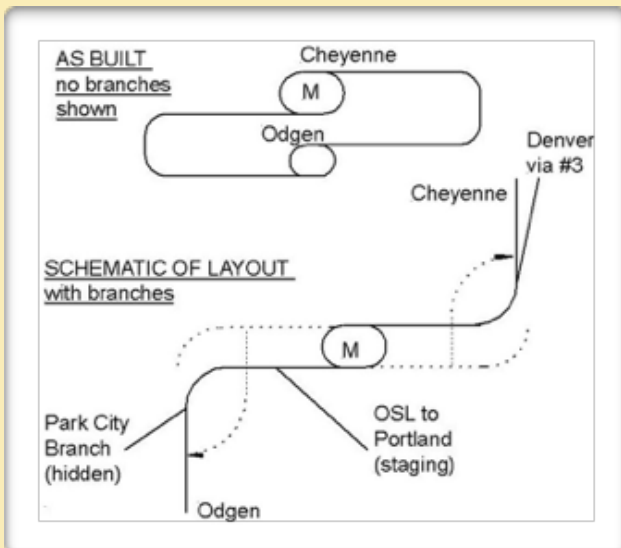 AS BUILT
no branches
shown
Cheyenne
M
Odgen
Denver
via #3
Cheyenne
SCHEMATIC OF LAYOUT
with branches
M
Park City
Branch
(hidden)
OSL to
Portland
(staging)
Odgen